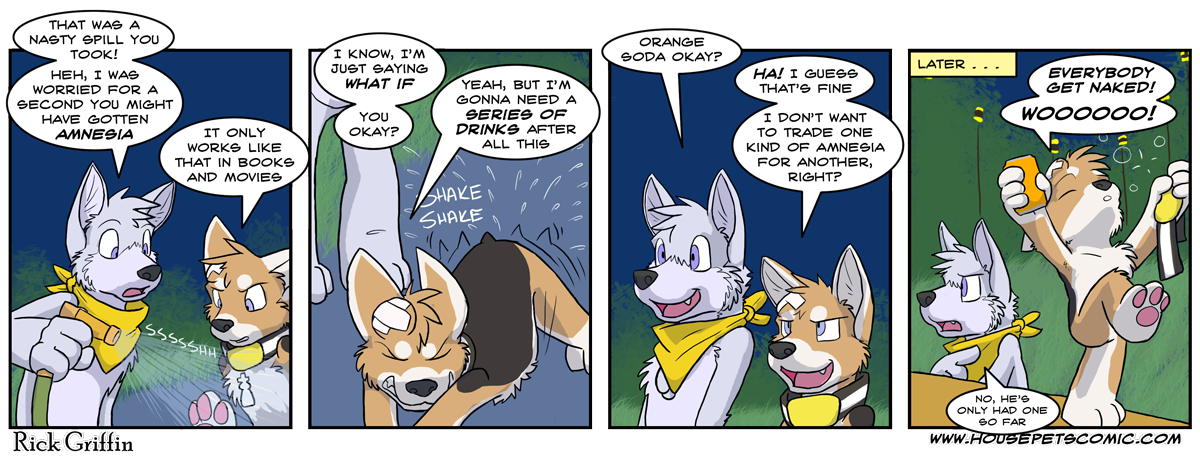 THAT WAS A
NASTY SPILL YOU
TOOK!
HEH, I WAS
WORRIED FOR A
SECOND YOU MIGHT
HAVE GOTTEN
AMNESIA
IT ONLY
WORKS LIKE
THAT IN BOOKS
AND MOVIES
SSSSSHH
I KNOW, I'M
JUST SAYING
WHAT IF
YOU
OKAY?
YEAH, BUT I'M
GONNA NEED A
SERIES OF
DRINKS AFTER
ALL THIS
SHAKE
SHAKE
ORANGE
SODA OKAY?
HA! I GUESS
THAT'S FINE
I DON'T WANT
TO TRADE ONE
KIND OF AMNESIA
FOR ANOTHER,
RIGHT?
LATER . . .
EVERYBODY
GET NAKED!
WOOOOOO!
NO, HE'S
ONLY HAD ONE
SO FAR
Rick Griffin
WWW.HOUSEPETSCOMIC.COM